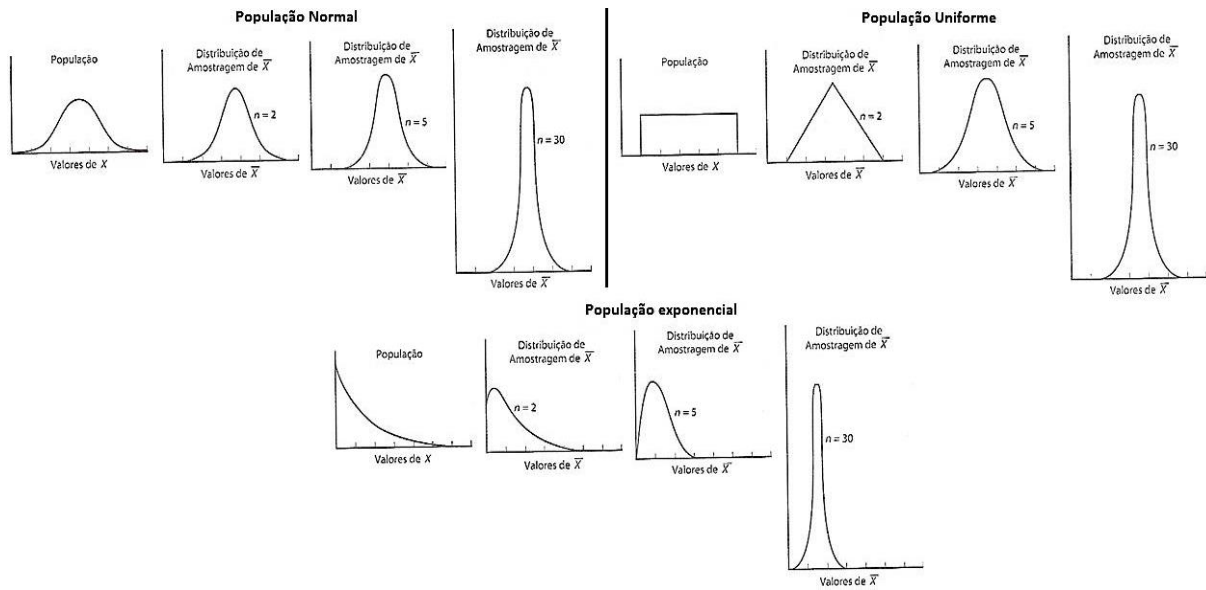 População Normal
População
Valores de X
Distribuição de
Amostragem de X̅
n = 2
Valores de X̅
Distribuição de
Amostragem de X̅
n = 5
Valores de X̅
Distribuição de
Amostragem de X̅
n = 30
Valores de X̅
População Uniforme
População
Valores de X
Distribuição de
Amostragem de X̅
n = 2
Valores de X̅
Distribuição de
Amostragem de X̅
n = 5
Valores de X̅
Distribuição de
Amostragem de X̅
n = 30
Valores de X̅
População exponencial
População
Valores de X
Distribuição de
Amostragem de X̅
n = 2
Valores de X̅
Distribuição de
Amostragem de X̅
n = 5
Valores de X̅
Distribuição de
Amostragem de X̅
n = 30
Valores de X̅